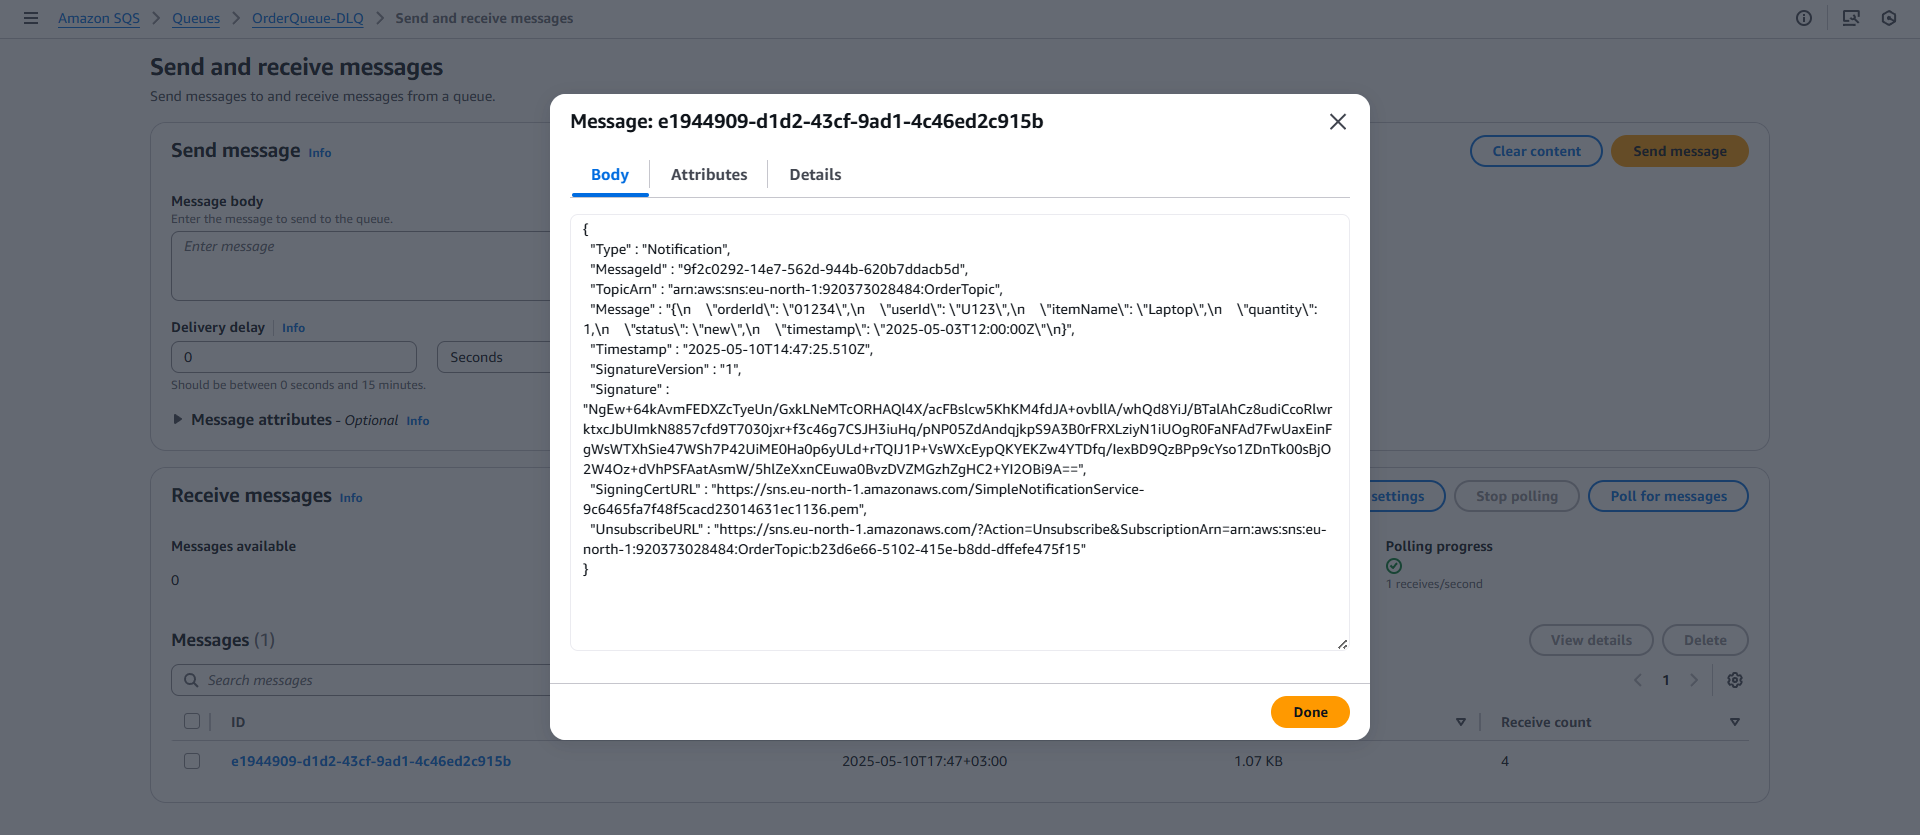 Amazon SQS > Queues > OrderQueue-DLQ > Send and receive messages
Send and receive messages
Send messages to and receive messages from a queue.
Send message Info
Clear content
Send message
Message body
Enter the message to send to the queue.
Enter message
Delivery delay Info
0
Seconds
Should be between 0 seconds and 15 minutes.
Message attributes - Optional Info
Receive messages Info
settings
Stop polling
Poll for messages
Messages available
0
Polling progress
1 receives/second
Messages (1)
View details
Delete
Search messages
1
ID
Receive count
e1944909-d1d2-43cf-9ad1-4c46ed2c915b
2025-05-10T17:47+03:00
1.07 KB
4
Message: e1944909-d1d2-43cf-9ad1-4c46ed2c915b
Body
Attributes
Details
{
"Type" : "Notification",
"MessageId" : "9f2c0292-14e7-562d-944b-620b7ddacb5d",
"TopicArn" : "arn:aws:sns:eu-north-1:920373028484:OrderTopic",
"Message" : "{\n    \"orderId\": \"01234\",\n    \"userId\": \"U123\",\n    \"itemName\": \"Laptop\",\n    \"quantity\":
1,\n    \"status\": \"new\",\n    \"timestamp\": \"2025-05-03T12:00:00Z\"\n}",
"Timestamp" : "2025-05-10T14:47:25.510Z",
"SignatureVersion" : "1",
"Signature" :
"NgEw+64kAvmFEDXZcTyeUn/GxkLNeMTcORHAQl4X/acFBslcw5KhKM4fdJA+ovbllA/whQd8YiJ/BTalAhCz8udiCcoRlwr
ktxcJbUImkN8857cfd9T7030jxr+f3c46g7CSJH3iuHq/pNP05ZdAndqjkpS9A3B0rFRXLziyN1iUOgR0FaNFAd7FwUaxEinF
gWsWTXhSie47WSh7P42UiME0Ha0p6yULd+rTQIJ1P+VsWXcEypQKYEKZw4YTDfq/IexBD9QzBPp9cYso1ZDnTk00sBjO
2W4Oz+dVhPSFAatAsmW/5hIZeXxnCEuwa0BvzDVZMGzhZgHC2+YI2OBi9A==",
"SigningCertURL" : "https://sns.eu-north-1.amazonaws.com/SimpleNotificationService-
9c6465fa7f48f5cacd23014631ec1136.pem",
"UnsubscribeURL" : "https://sns.eu-north-1.amazonaws.com/?Action=Unsubscribe&SubscriptionArn=arn:aws:sns:eu-
north-1:920373028484:OrderTopic:b23d6e66-5102-415e-b8dd-dffefe475f15"
}
Done